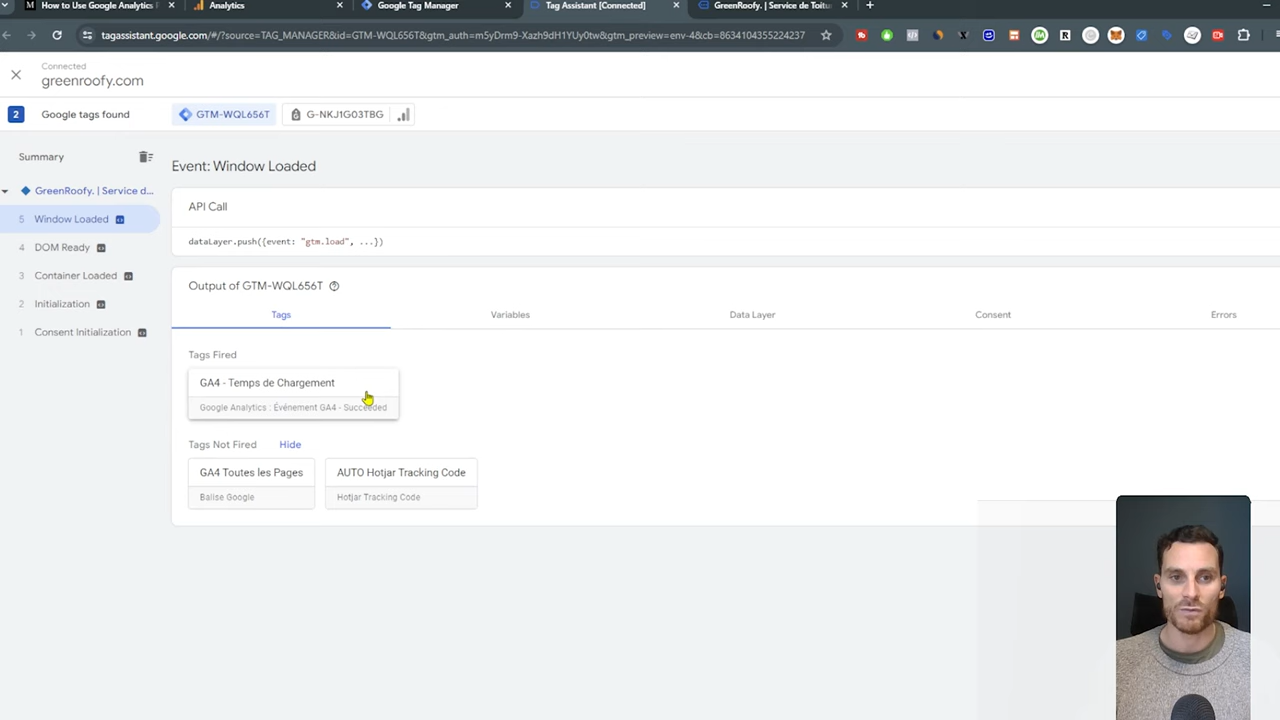 How to Use Google Analytics F
Analytics
Google Tag Manager
Tag Assistant [Connected]
GreenRoofy. | Service de Toitur
tagassistant.google.com/#/?source=TAG_MANAGER&id=GTM-WQL656T&gtm_auth=m5yDrm9-Xazh9dH1YUy0tw&gtm_preview=env-4&cb=8634104355224237
Connected
greenroofy.com
2 Google tags found GTM-WQL656T G-NKJ1G03TBG
Summary
GreenRoofy. | Service d...
5 Window Loaded
4 DOM Ready
3 Container Loaded
2 Initialization
1 Consent Initialization
Event: Window Loaded
API Call
dataLayer.push({event: "gtm.load", ...})
Output of GTM-WQL656T
Tags Variables Data Layer Consent Errors
Tags Fired
GA4 - Temps de Chargement
Google Analytics : Événement GA4 - Succeeded
Tags Not Fired Hide
GA4 Toutes les Pages
Balise Google
AUTO Hotjar Tracking Code
Hotjar Tracking Code